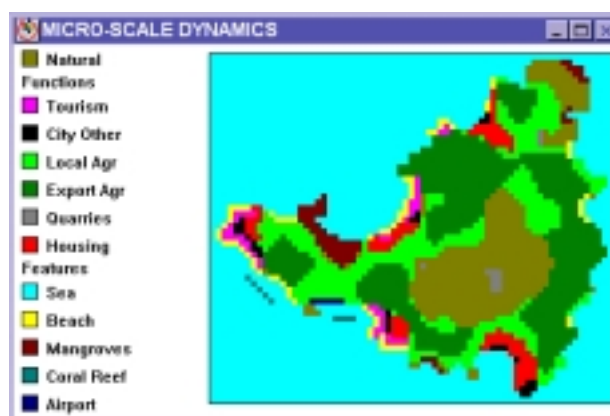 MICRO-SCALE DYNAMICS
Natural
Functions
Tourism
City Other
Local Agr
Export Agr
Quarries
Housing
Features
Sea
Beach
Mangroves
Coral Reef
Airport